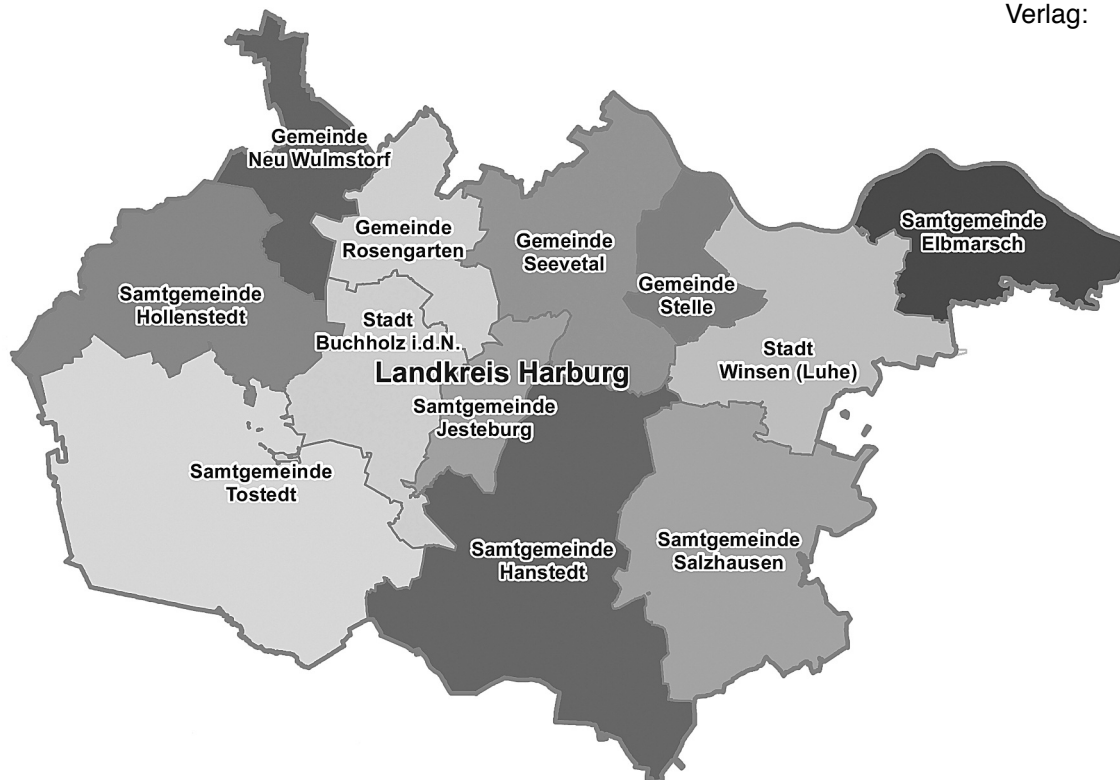 Verlag:
Gemeinde
Neu Wulmstorf
Gemeinde
Rosengarten
Gemeinde
Seevetal
Samtgemeinde
Elbmarsch
Samtgemeinde
Hollenstedt
Gemeinde
Stelle
Stadt
Buchholz i.d.N.
Stadt
Winsen (Luhe)
Landkreis Harburg
Samtgemeinde
Jesteburg
Samtgemeinde
Tostedt
Samtgemeinde
Hanstedt
Samtgemeinde
Salzhausen